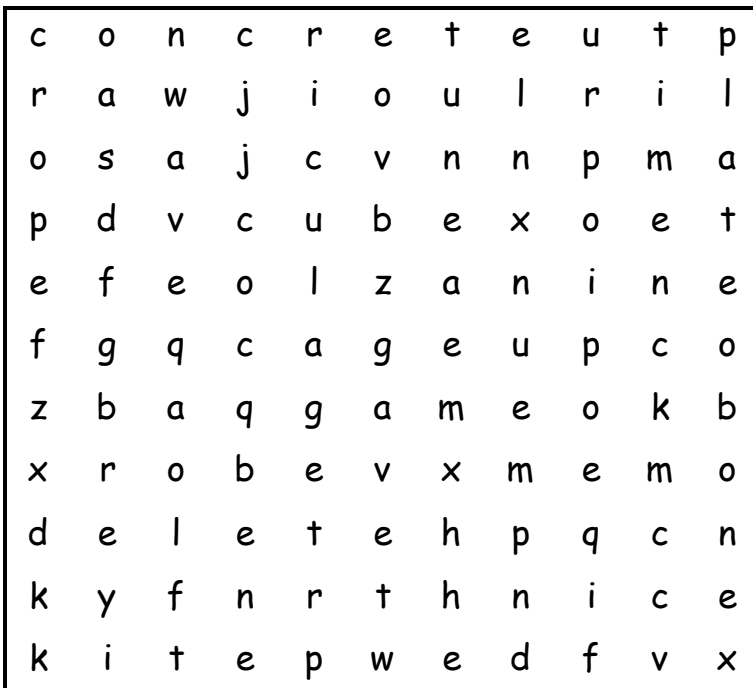 c o n c r e t e u t p
r a w j i o u l r i l
o s a j c v n n p m a
p d v c u b e x o e t
e f e o l z a n i n e
f g q c a g e u p c o
z b a q g a m e o k b
x r o b e v x m e m o
d e l e t e h p q c n
k y f n r t h n i c e
k i t e p w e d f v x